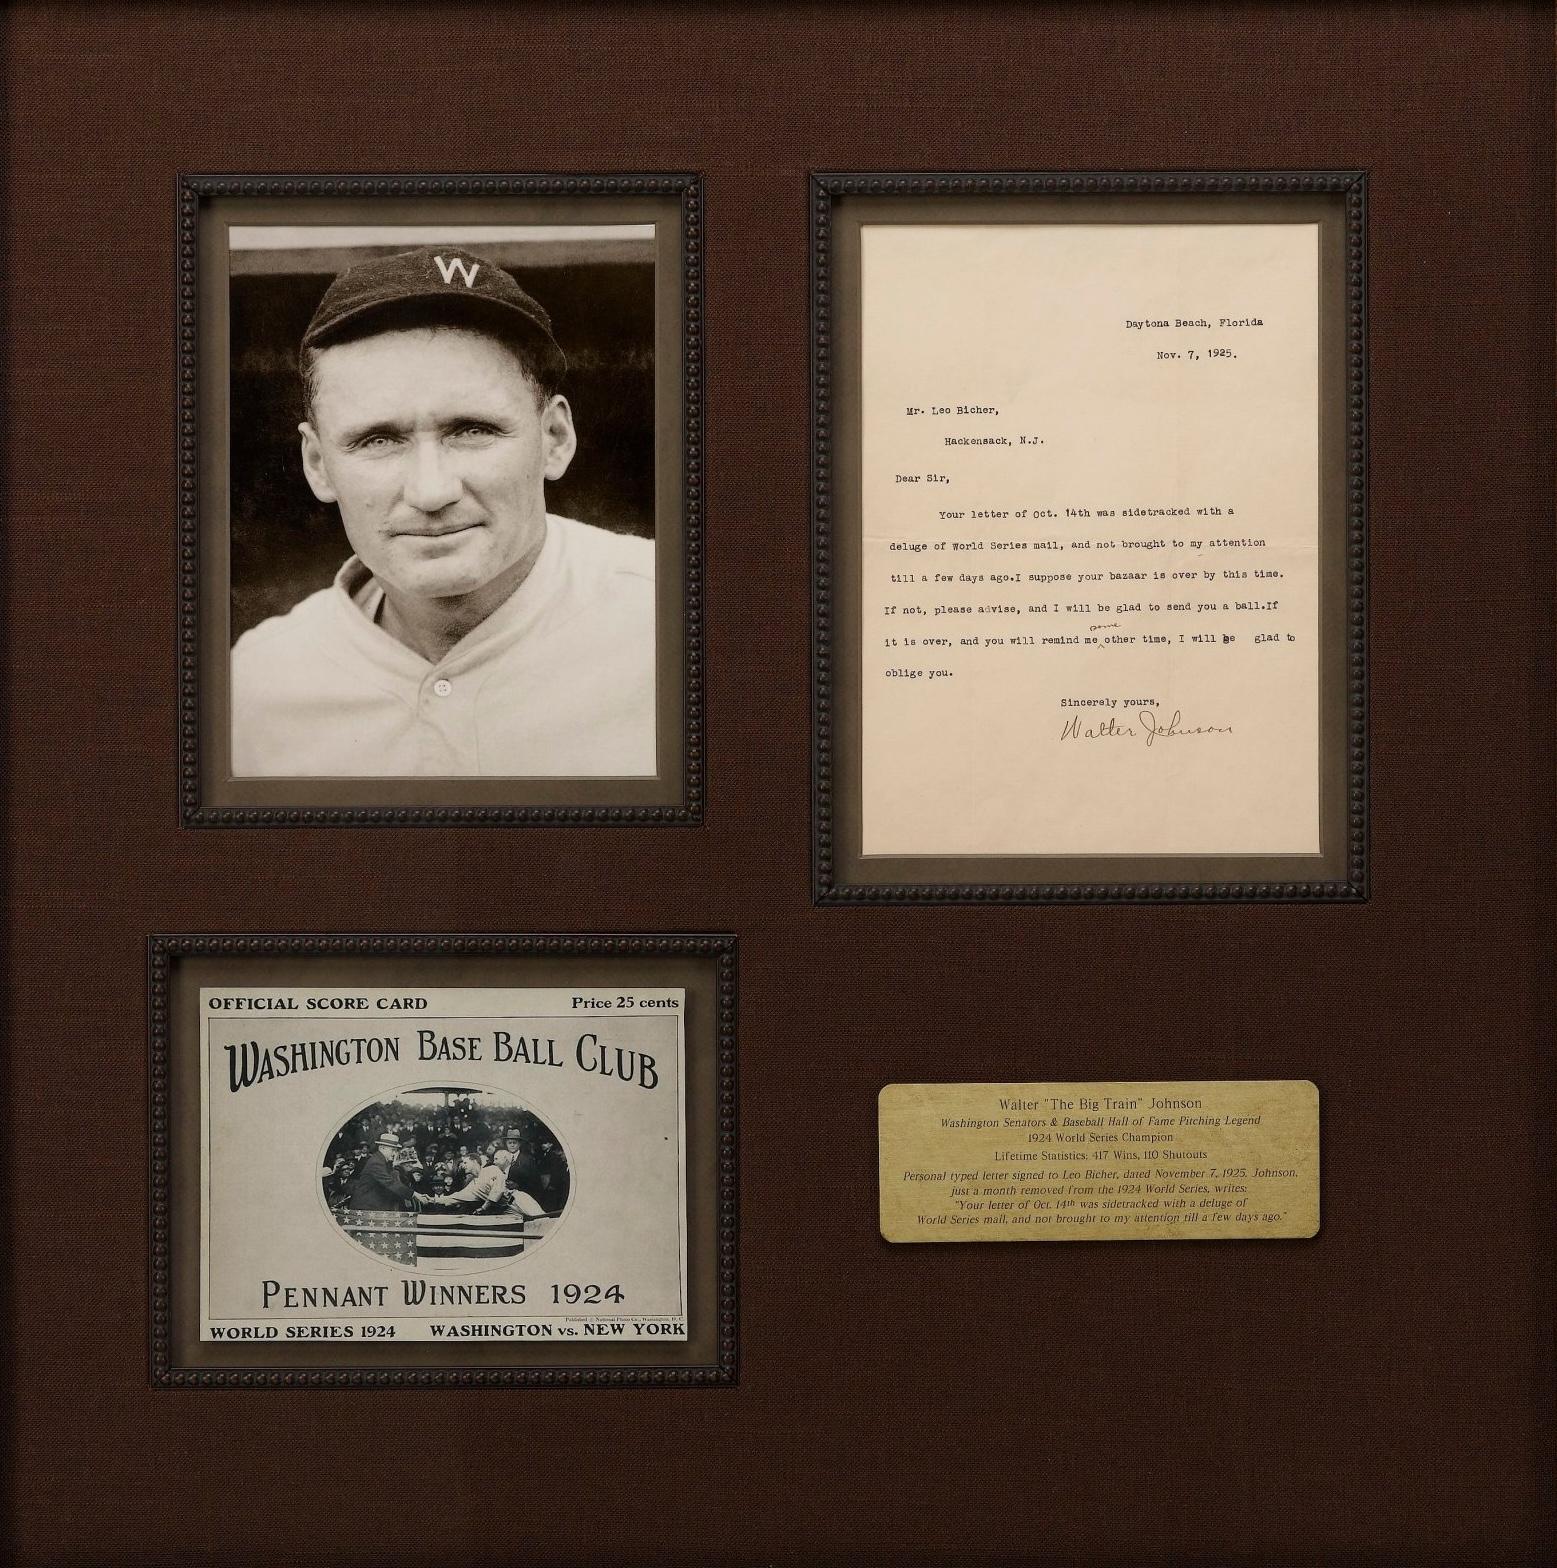 W
Daytona Beach, Florida
Nov. 7, 1925.
Mr. Leo Bicher,
Hackensack, N.J.
Dear Sir,
Your letter of Oct. 14th was sidetracked with a
deluge of World Series mail, and not brought to my attention
till a few days ago.I suppose your bazaar is over by this time.
If not, please advise, and I will be glad to send you a ball.If
some
it is over, and you will remind me‸other time, I will be glad to
oblige you.
Sincerely yours,
Walter Johnson
OFFICIAL SCORE CARD Price 25 cents
WASHINGTON BASE BALL CLUB
PENNANT WINNERS 1924
Published © National Photo Co., Washington, D. C.
WORLD SERIES 1924 WASHINGTON vs. NEW YORK
Walter "The Big Train" Johnson
Washington Senators & Baseball Hall of Fame Pitching Legend
1924 World Series Champion
Lifetime Statistics: 417 Wins, 110 Shutouts
Personal typed letter signed to Leo Bicher, dated November 7, 1925. Johnson,
just a month removed from the 1924 World Series, writes:
"Your letter of Oct. 14th was sidetracked with a deluge of
World Series mail, and not brought to my attention till a few days ago."